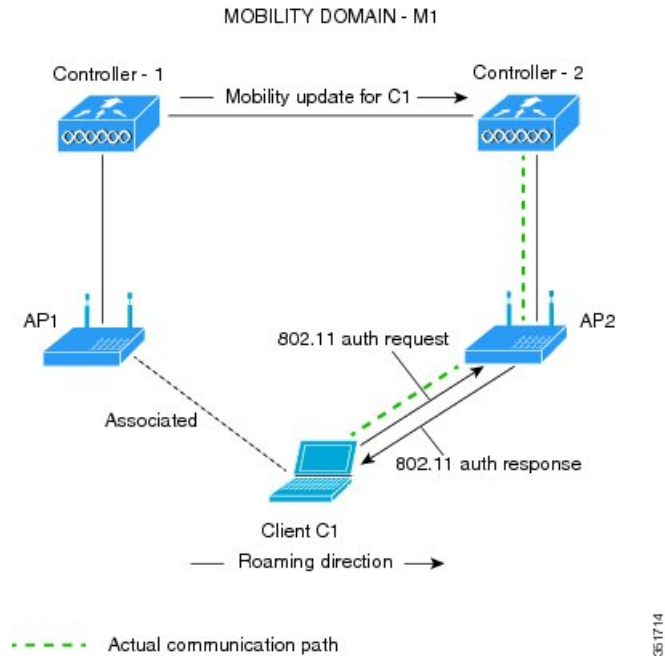 MOBILITY DOMAIN - M1
Controller - 1
Controller - 2
Mobility update for C1
AP1
AP2
802.11 auth request
Associated
802.11 auth response
Client C1
Roaming direction
Actual communication path
351714